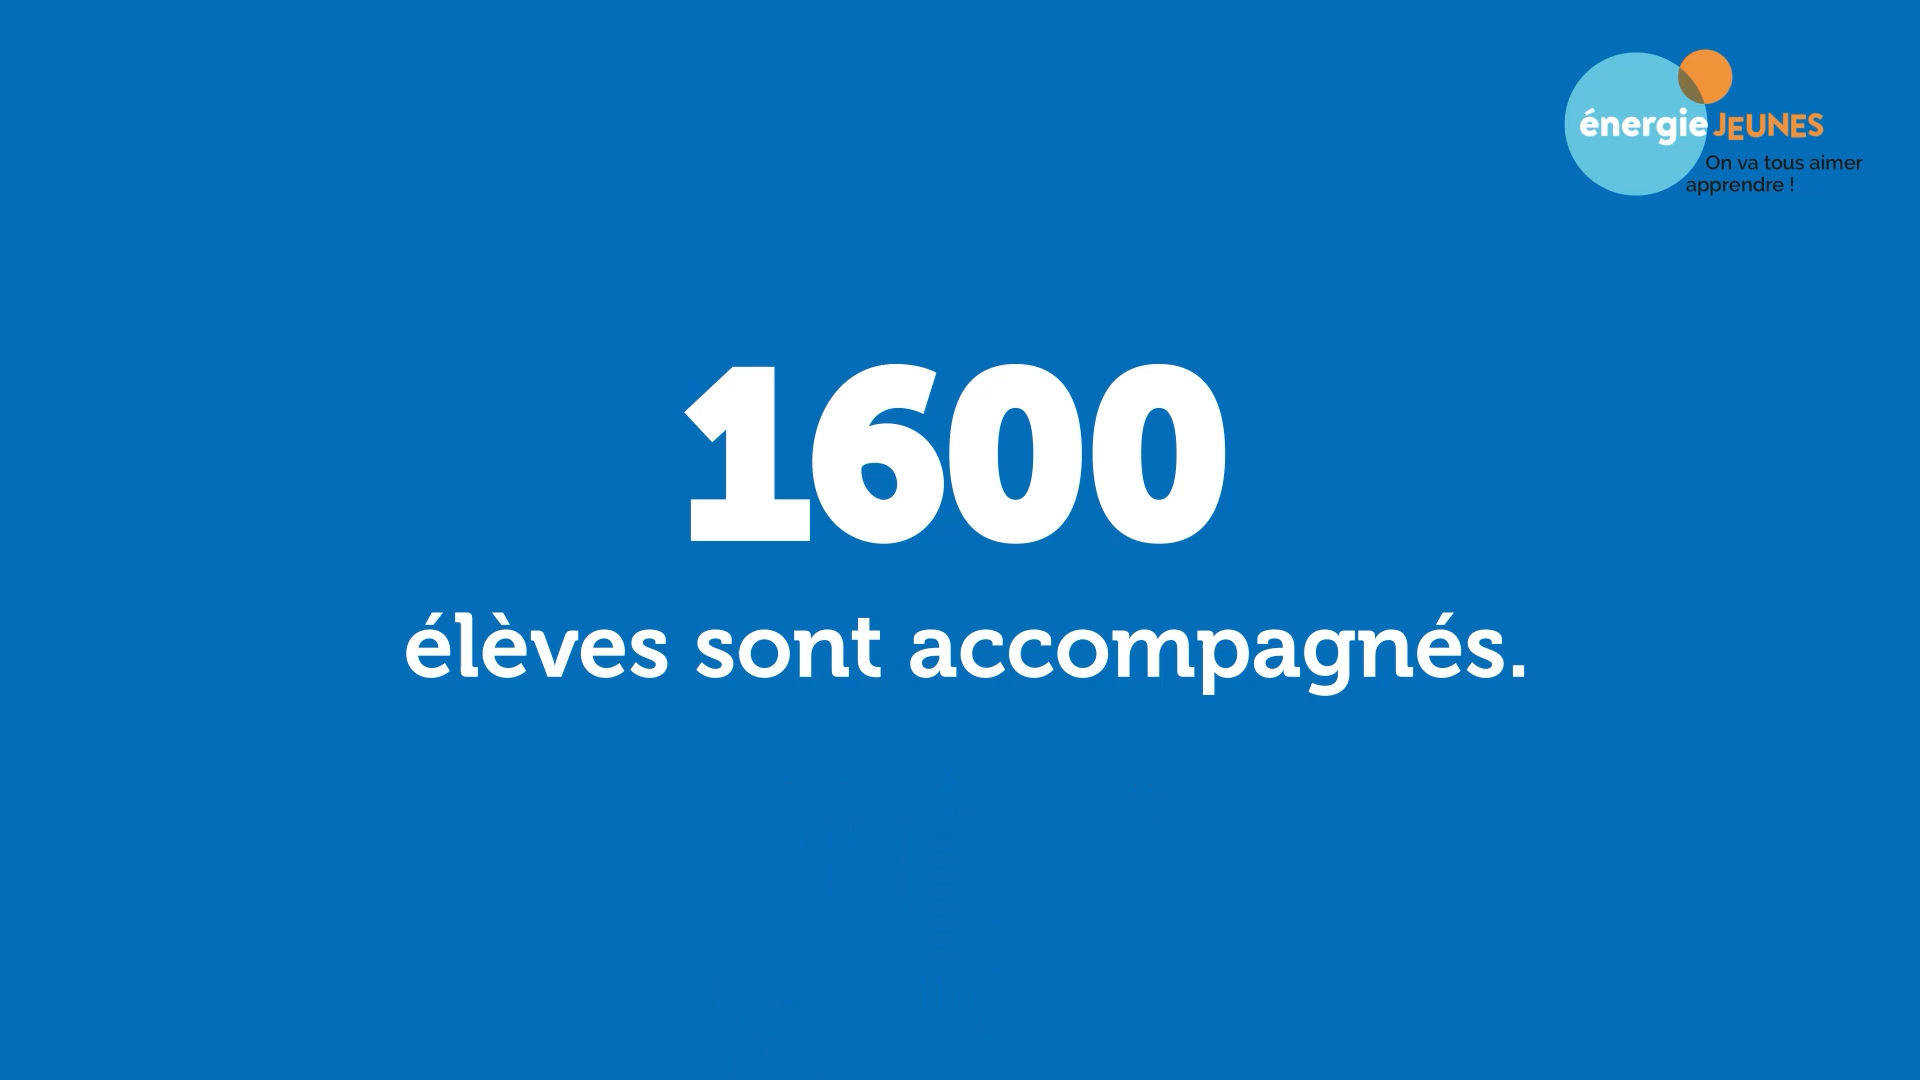 énergie JEUNES
On va tous aimer
apprendre !
1600
élèves sont accompagnés.